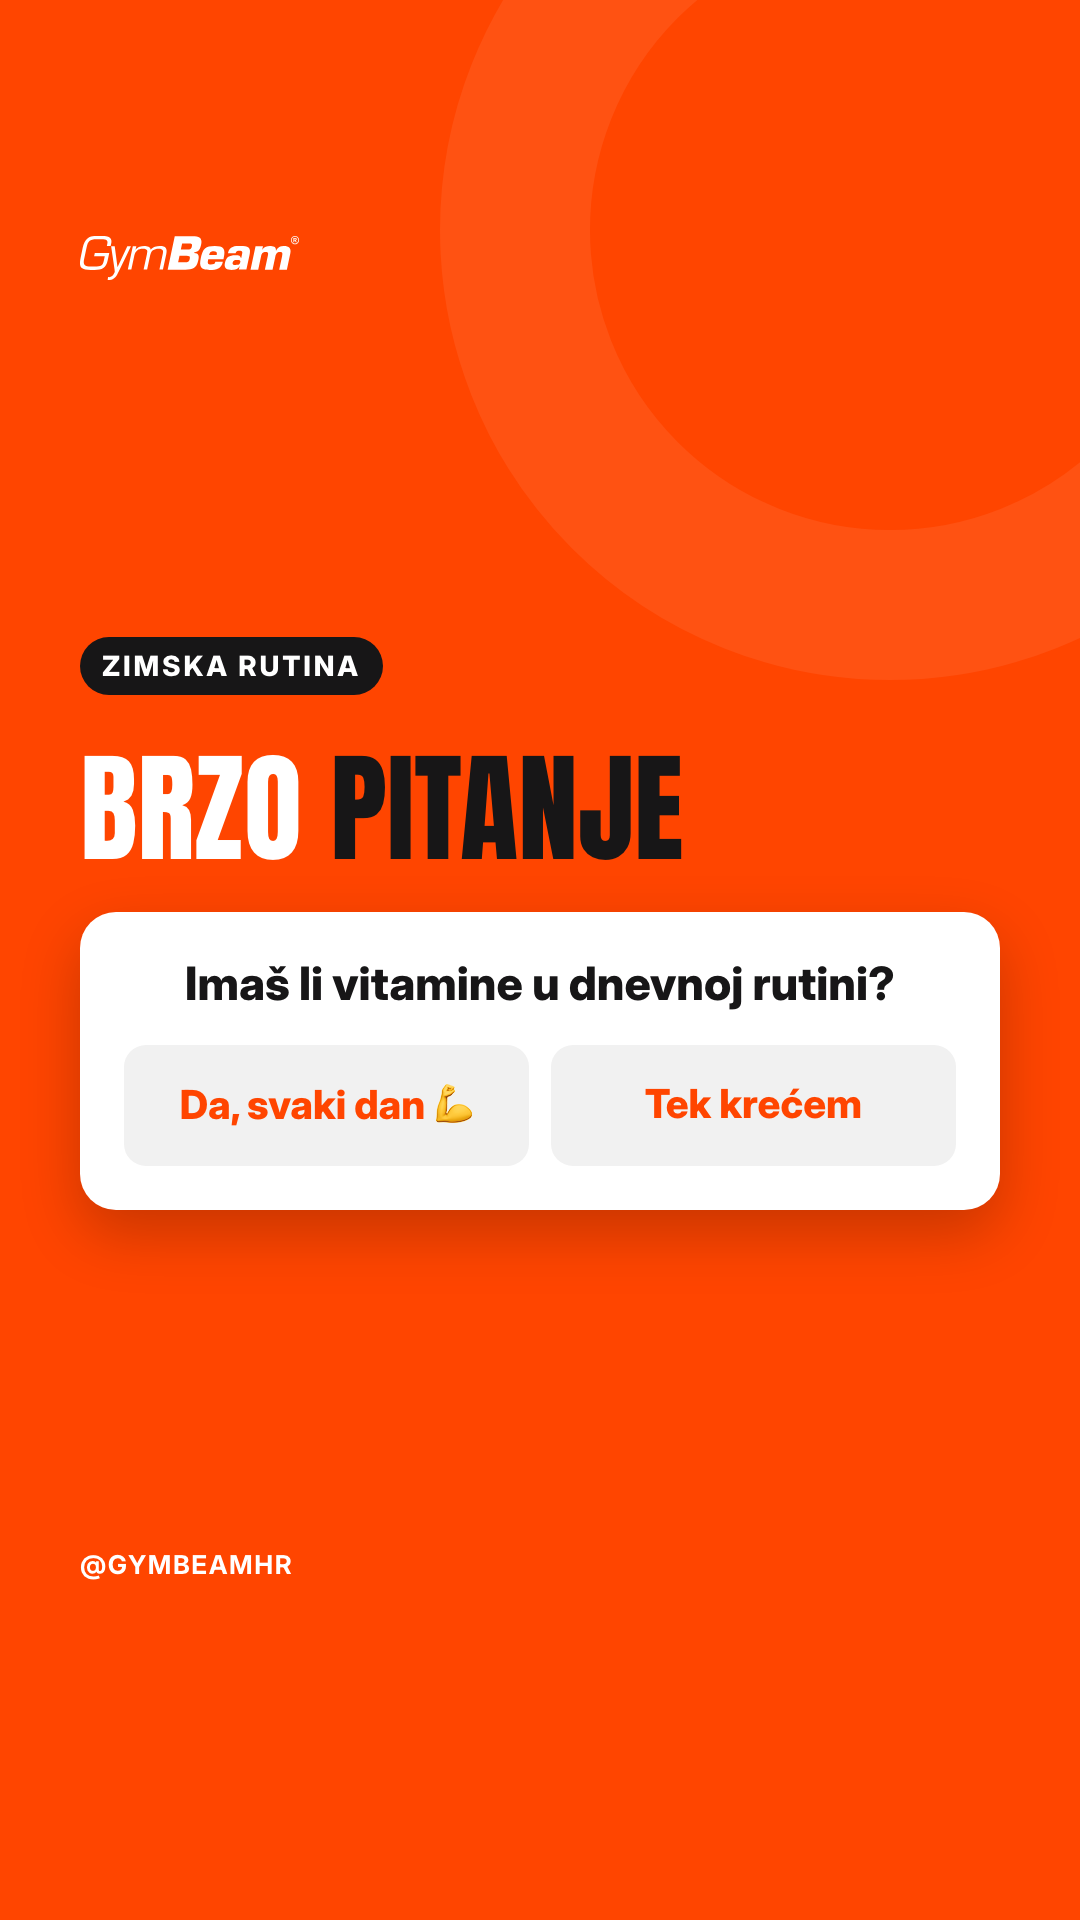 GymBeam®
ZIMSKA RUTINA
BRZO PITANJE
Imaš li vitamine u dnevnoj rutini?
Da, svaki dan 💪
Tek krećem
@GYMBEAMHR